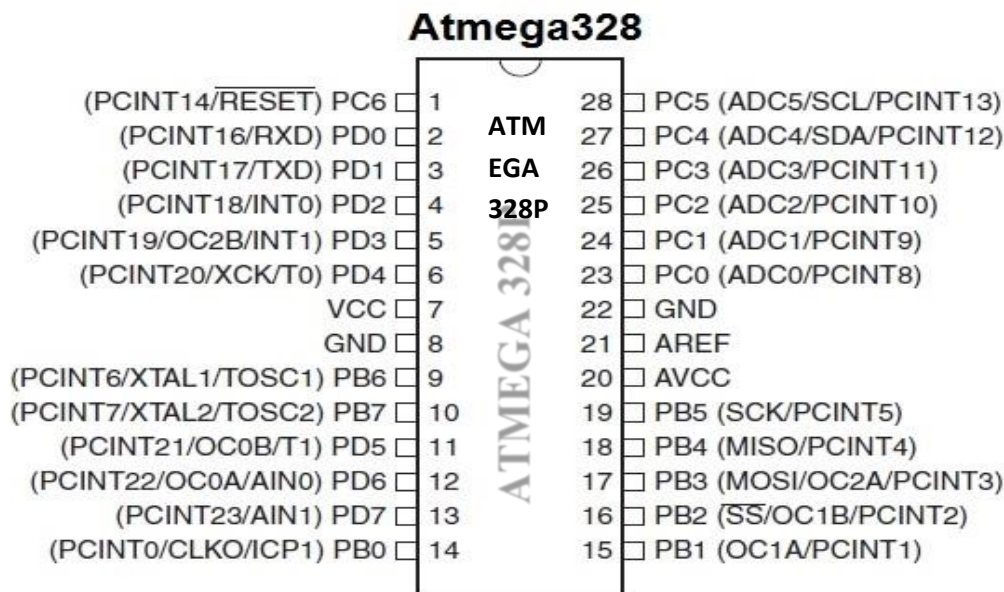 Atmega328
(PCINT14/RESET) PC6 1
(PCINT16/RXD) PD0 2
(PCINT17/TXD) PD1 3
(PCINT18/INT0) PD2 4
(PCINT19/OC2B/INT1) PD3 5
(PCINT20/XCK/T0) PD4 6
VCC 7
GND 8
(PCINT6/XTAL1/TOSC1) PB6 9
(PCINT7/XTAL2/TOSC2) PB7 10
(PCINT21/OC0B/T1) PD5 11
(PCINT22/OC0A/AIN0) PD6 12
(PCINT23/AIN1) PD7 13
(PCINT0/CLKO/ICP1) PB0 14
ATM
EGA
328P
ATMEGA 328P
28 PC5 (ADC5/SCL/PCINT13)
27 PC4 (ADC4/SDA/PCINT12)
26 PC3 (ADC3/PCINT11)
25 PC2 (ADC2/PCINT10)
24 PC1 (ADC1/PCINT9)
23 PC0 (ADC0/PCINT8)
22 GND
21 AREF
20 AVCC
19 PB5 (SCK/PCINT5)
18 PB4 (MISO/PCINT4)
17 PB3 (MOSI/OC2A/PCINT3)
16 PB2 (SS/OC1B/PCINT2)
15 PB1 (OC1A/PCINT1)